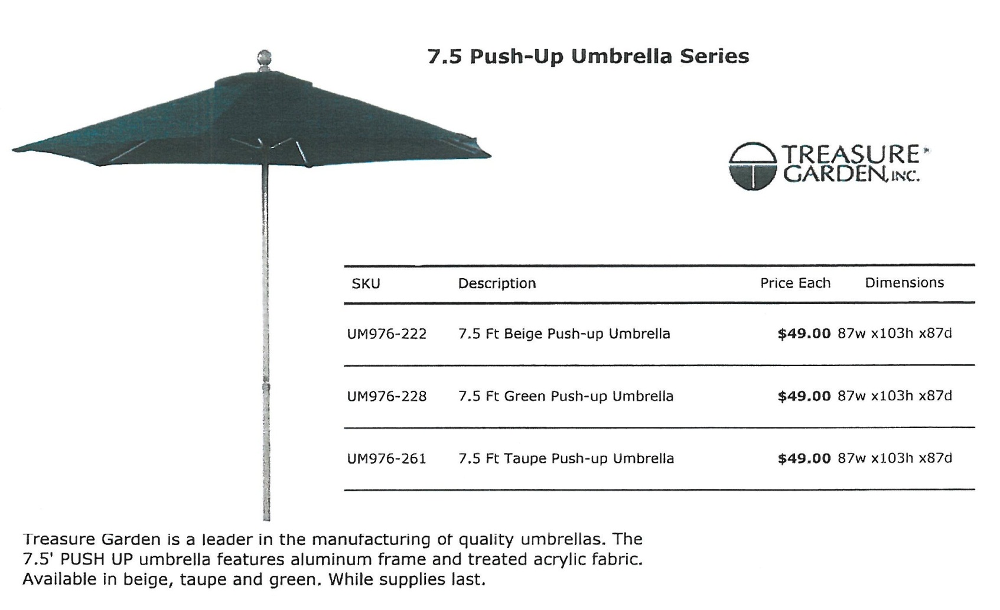 7.5 Push-Up Umbrella Series
TREASURE
GARDEN, INC.
SKU Description Price Each Dimensions
UM976-222 7.5 Ft Beige Push-up Umbrella $49.00 87w x103h x87d
UM976-228 7.5 Ft Green Push-up Umbrella $49.00 87w x103h x87d
UM976-261 7.5 Ft Taupe Push-up Umbrella $49.00 87w x103h x87d
Treasure Garden is a leader in the manufacturing of quality umbrellas. The
7.5' PUSH UP umbrella features aluminum frame and treated acrylic fabric.
Available in beige, taupe and green. While supplies last.